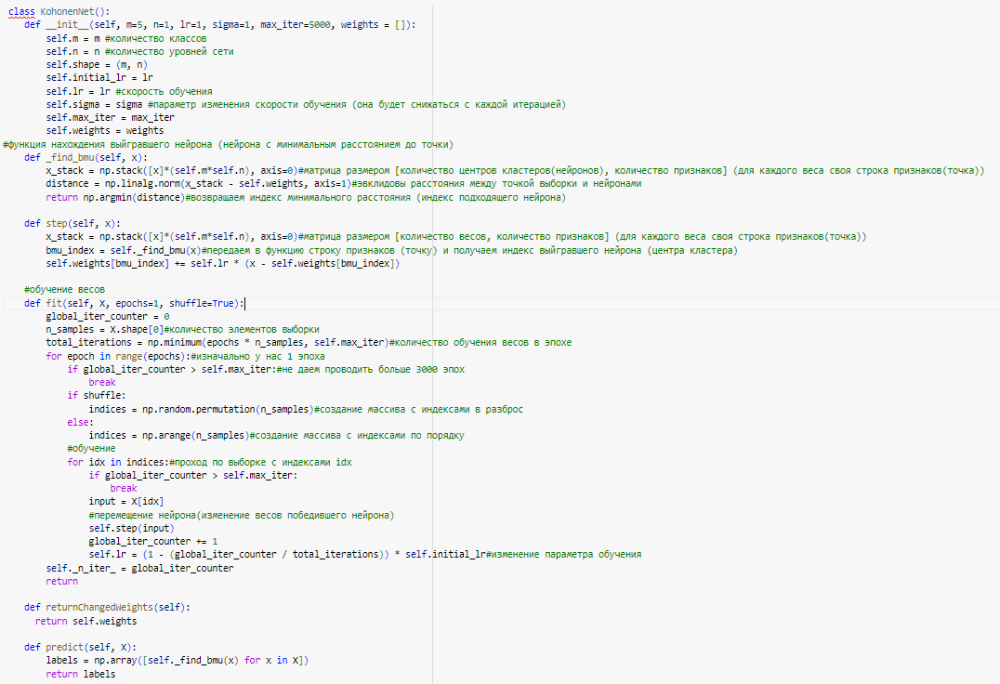 class KohonenNet():
def __init__(self, m=5, n=1, lr=1, sigma=1, max_iter=5000, weights = []):
self.m = m #количество классов
self.n = n #количество уровней сети
self.shape = (m, n)
self.initial_lr = lr
self.lr = lr #скорость обучения
self.sigma = sigma #параметр изменения скорости обучения (она будет снижаться с каждой итерацией)
self.max_iter = max_iter
self.weights = weights
#функция нахождения выйгравшего нейрона (нейрона с минимальным расстоянием до точки)
def _find_bmu(self, x):
x_stack = np.stack([x]*(self.m*self.n), axis=0)#матрица размером [количество центров кластеров(нейронов), количество признаков] (для каждого веса своя строка признаков(точка))
distance = np.linalg.norm(x_stack - self.weights, axis=1)#эвклидовы расстояния между точкой выборки и нейронами
return np.argmin(distance)#возвращаем индекс минимального расстояния (индекс подходящего нейрона)
def step(self, x):
x_stack = np.stack([x]*(self.m*self.n), axis=0)#матрица размером [количество весов, количество признаков] (для каждого веса своя строка признаков(точка))
bmu_index = self._find_bmu(x)#передаем в функцию строку признаков (точку) и получаем индекс выйгравшего нейрона (центра кластера)
self.weights[bmu_index] += self.lr * (x - self.weights[bmu_index])
#обучение весов
def fit(self, X, epochs=1, shuffle=True):
global_iter_counter = 0
n_samples = X.shape[0]#количество элементов выборки
total_iterations = np.minimum(epochs * n_samples, self.max_iter)#количество обучения весов в эпохе
for epoch in range(epochs):#изначально у нас 1 эпоха
if global_iter_counter > self.max_iter:#не даем проводить больше 3000 эпох
break
if shuffle:
indices = np.random.permutation(n_samples)#создание массива с индексами в разброс
else:
indices = np.arange(n_samples)#создание массива с индексами по порядку
#обучение
for idx in indices:#проход по выборке с индексами idx
if global_iter_counter > self.max_iter:
break
input = X[idx]
#перемещение нейрона(изменение весов победившего нейрона)
self.step(input)
global_iter_counter += 1
self.lr = (1 - (global_iter_counter / total_iterations)) * self.initial_lr#изменение параметра обучения
self._n_iter_ = global_iter_counter
return
def returnChangedWeights(self):
return self.weights
def predict(self, X):
labels = np.array([self._find_bmu(x) for x in X])
return labels